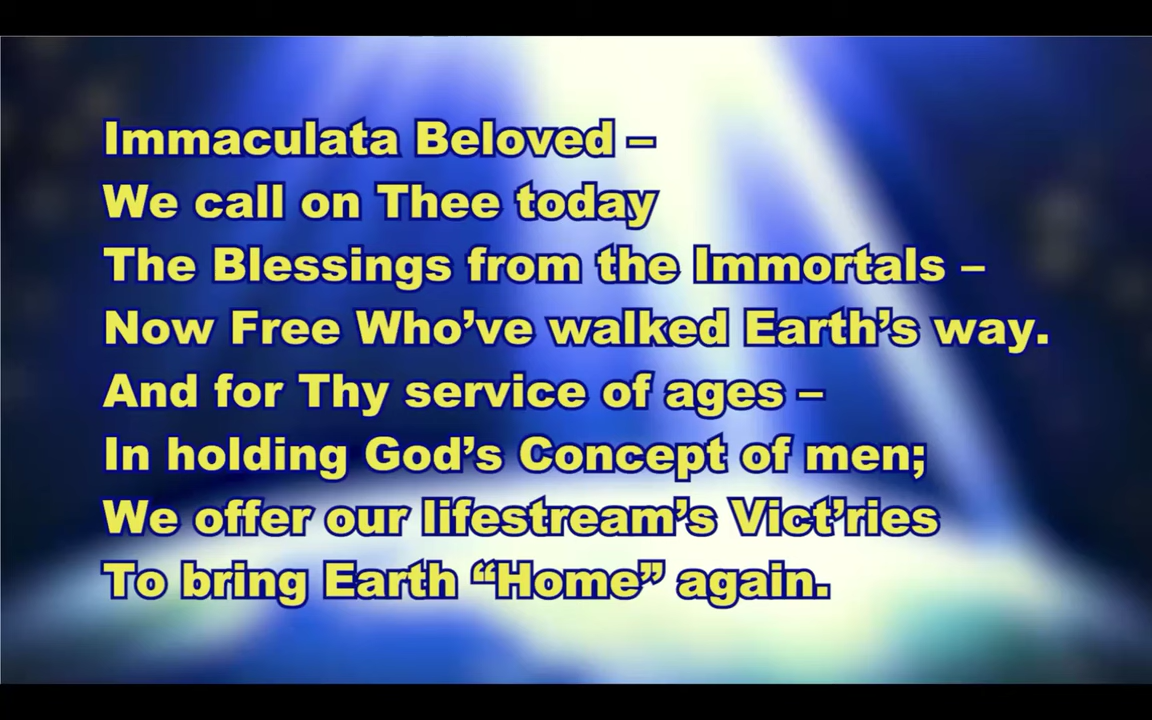 Immaculata Beloved –
We call on Thee today
The Blessings from the Immortals –
Now Free Who’ve walked Earth’s way.
And for Thy service of ages –
In holding God’s Concept of men;
We offer our lifestream’s Vict’ries
To bring Earth “Home” again.